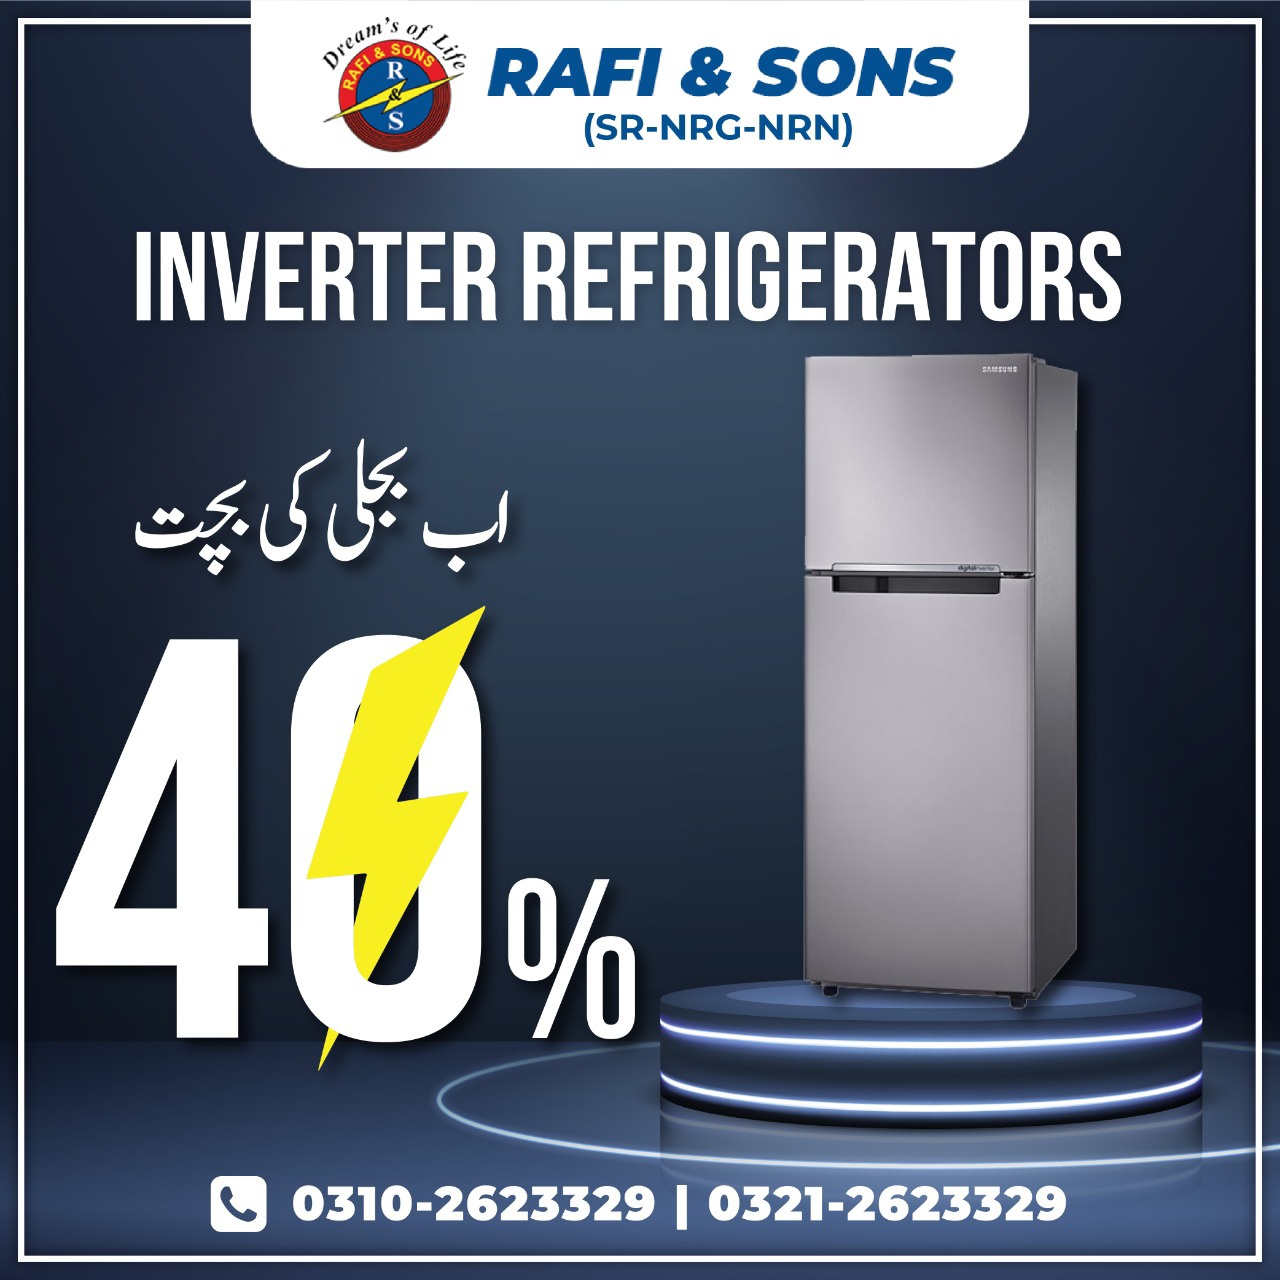 Dream's of Life
RAFI & SONS
R
&
S
RAFI & SONS
(SR-NRG-NRN)
INVERTER REFRIGERATORS
SAMSUNG
اب بجلی کی بچت
digitalinverter
40%
0310-2623329 | 0321-2623329